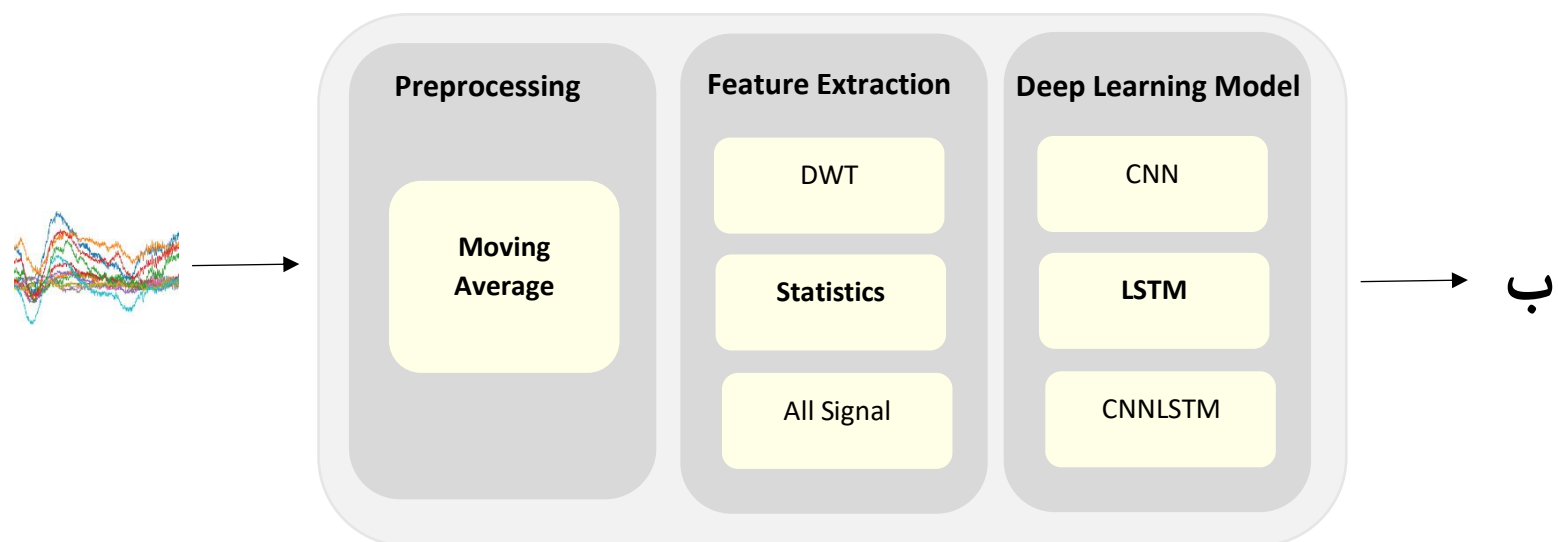 Preprocessing
Moving
Average
Feature Extraction
DWT
Statistics
All Signal
Deep Learning Model
CNN
LSTM
CNNLSTM
ب